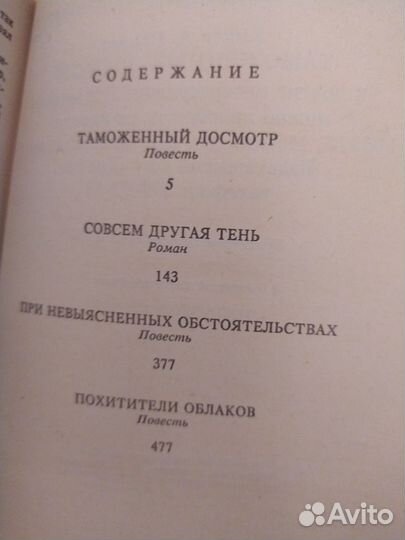 так
СОДЕРЖАНИЕ
ТАМОЖЕННЫЙ ДОСМОТР
Повесть
5
СОВСЕМ ДРУГАЯ ТЕНЬ
Роман
143
ПРИ НЕВЫЯСНЕННЫХ ОБСТОЯТЕЛЬСТВАХ
Повесть
377
ПОХИТИТЕЛИ ОБЛАКОВ
Повесть
477
Avito